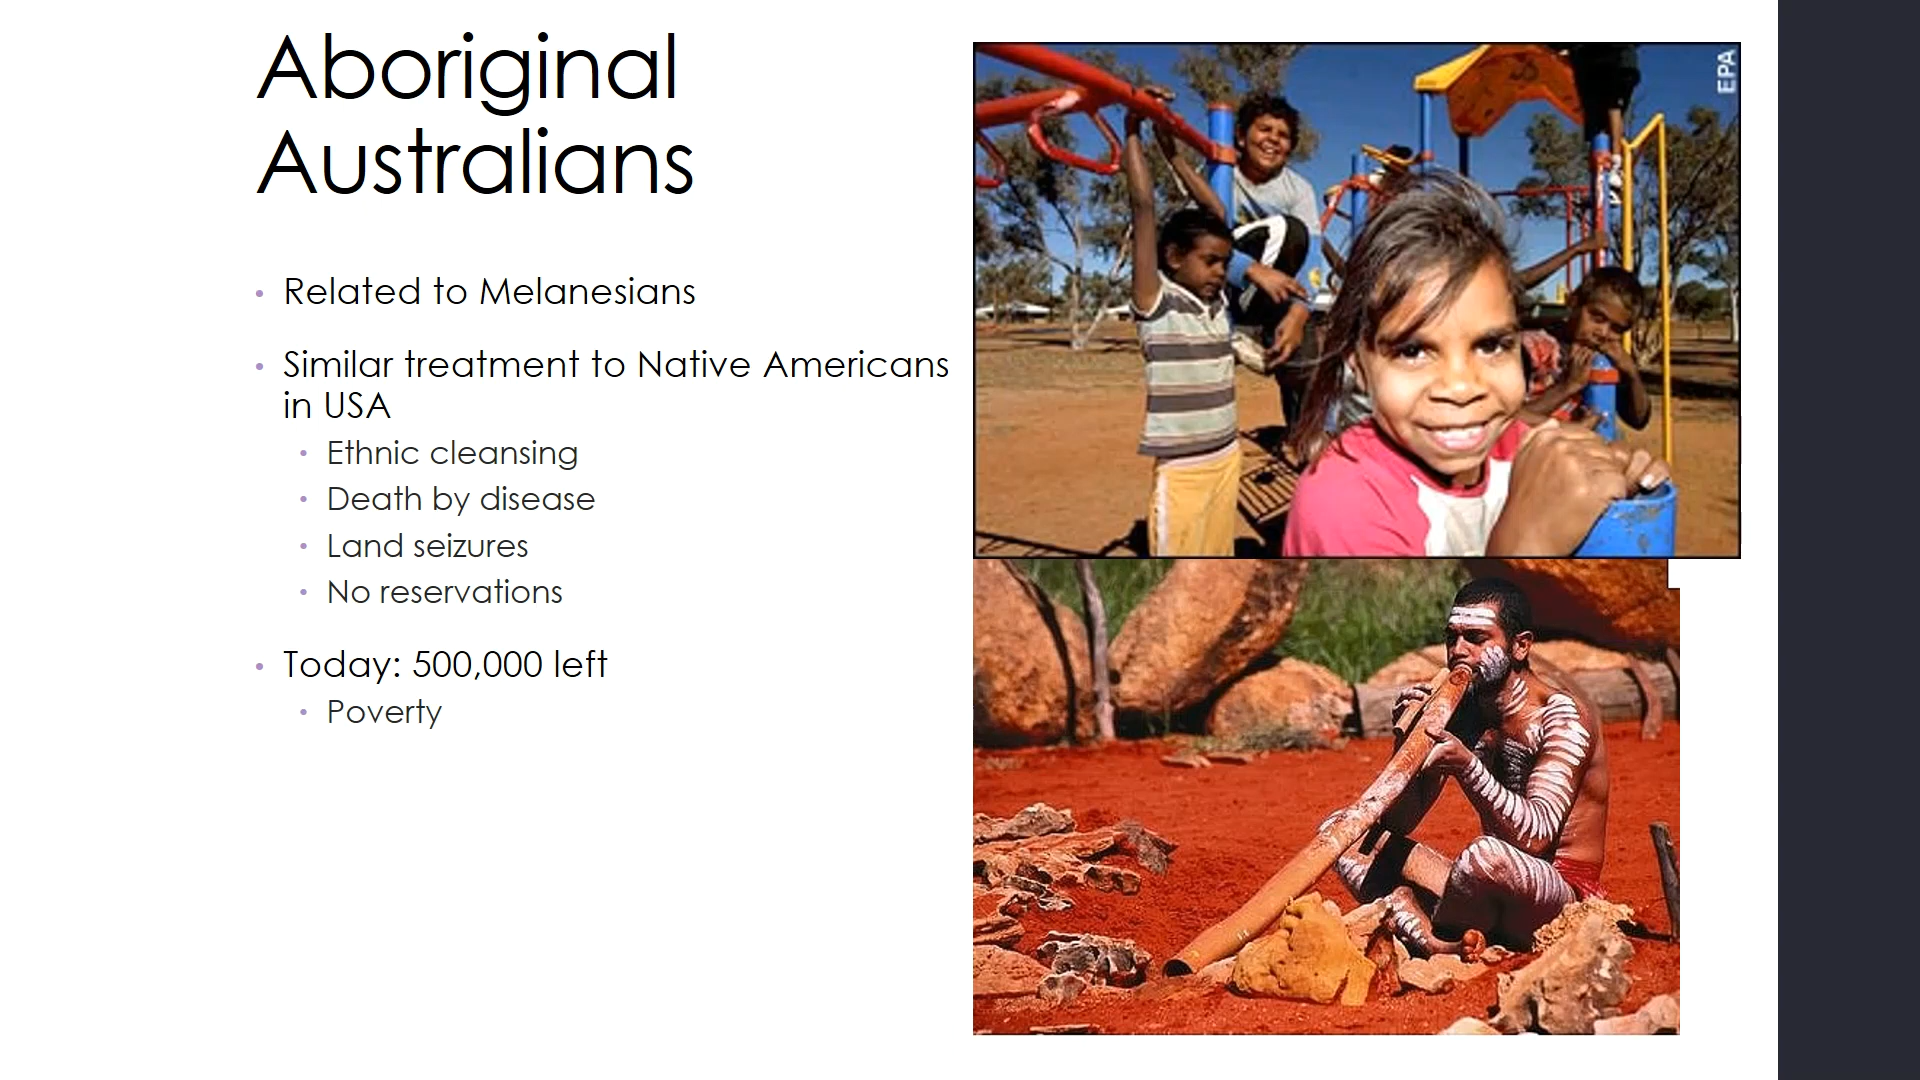 Aboriginal
Australians
• Related to Melanesians
• Similar treatment to Native Americans
in USA
• Ethnic cleansing
• Death by disease
• Land seizures
• No reservations
• Today: 500,000 left
• Poverty
EPA